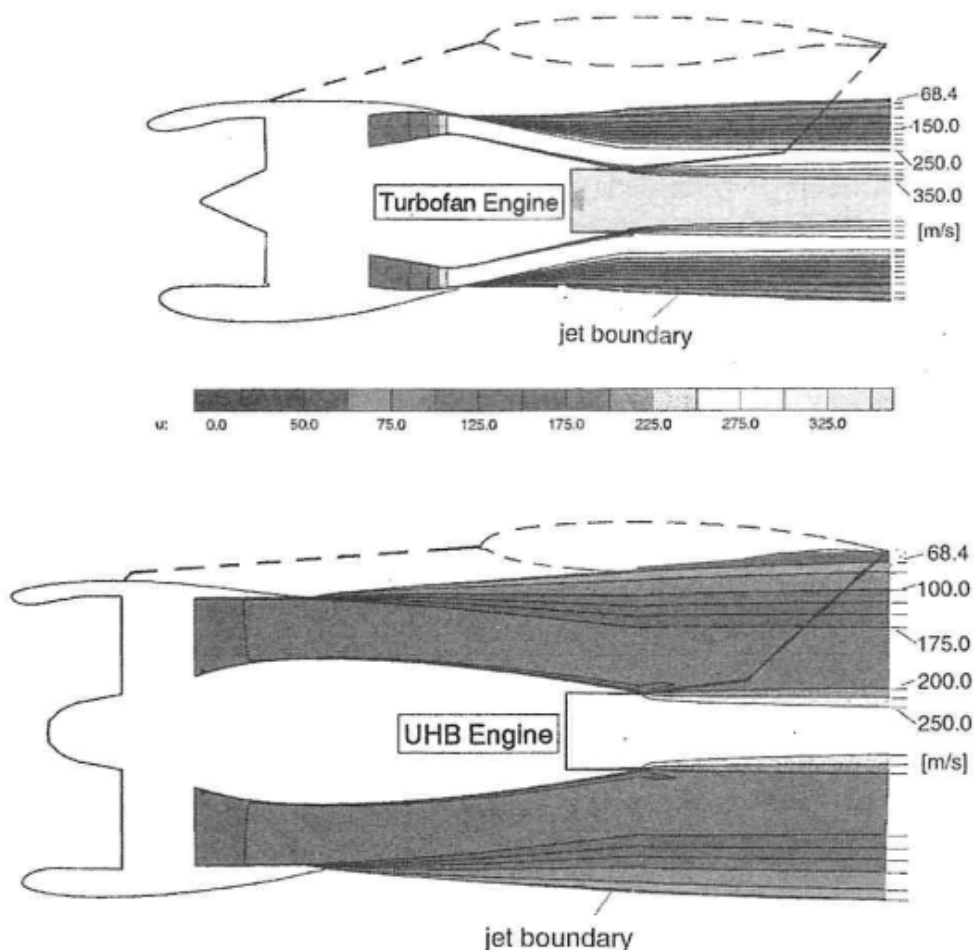 68.4
150.0
250.0
350.0
Turbofan Engine
[m/s]
jet boundary
u: 0.0 50.0 75.0 125.0 175.0 225.0 275.0 325.0
68.4
100.0
175.0
200.0
250.0
UHB Engine
[m/s]
jet boundary